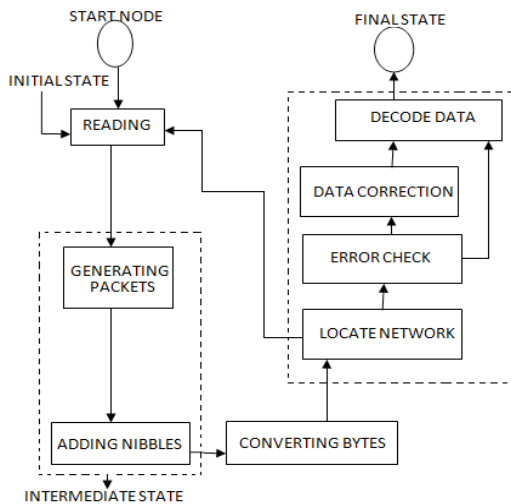 START NODE
FINAL STATE
INITIAL STATE
READING
DECODE DATA
DATA CORRECTION
GENERATING
PACKETS
ERROR CHECK
LOCATE NETWORK
ADDING NIBBLES
CONVERTING BYTES
INTERMEDIATE STATE